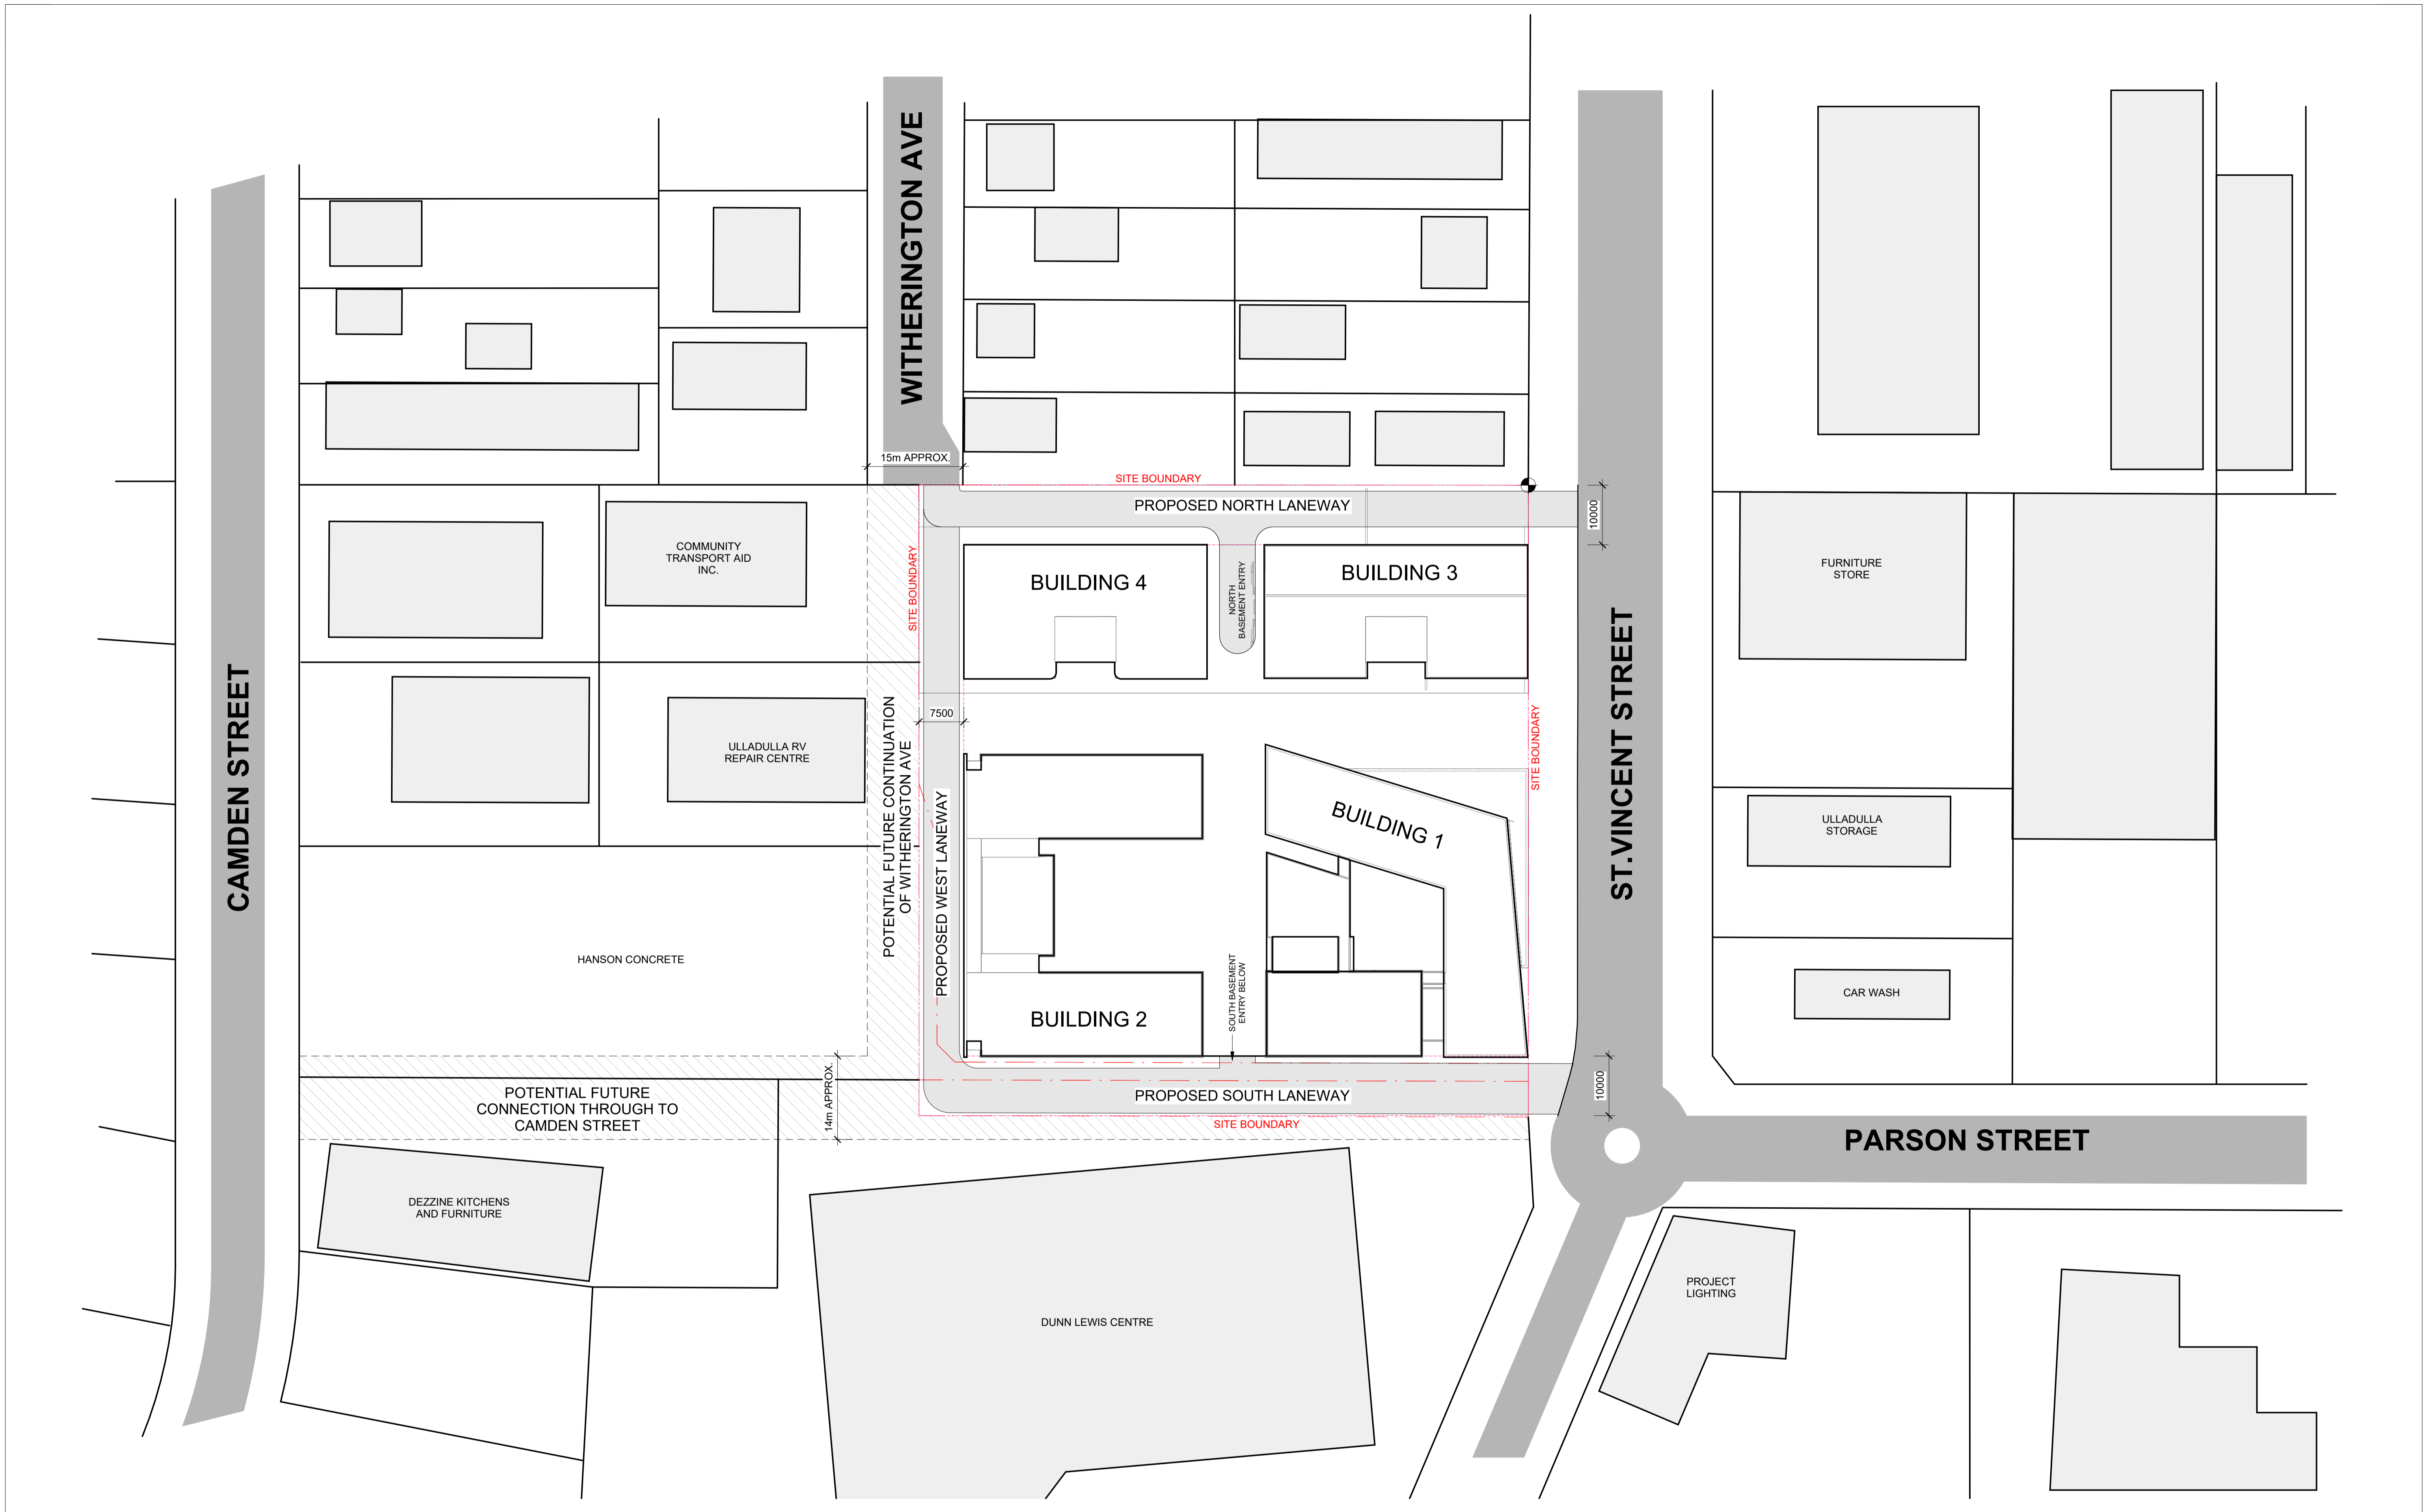 WITHERINGTON AVE
15m APPROX.
SITE BOUNDARY
PROPOSED NORTH LANEWAY
10000
COMMUNITY
TRANSPORT AID
INC.
SITE BOUNDARY
BUILDING 4
NORTH
BASEMENT ENTRY
BUILDING 3
FURNITURE
STORE
CAMDEN STREET
ULLADULLA RV
REPAIR CENTRE
POTENTIAL FUTURE CONTINUATION
OF WITHERINGTON AVE
7500
PROPOSED WEST LANEWAY
BUILDING 1
SITE BOUNDARY
ST.VINCENT STREET
ULLADULLA
STORAGE
HANSON CONCRETE
BUILDING 2
SOUTH BASEMENT
ENTRY BELOW
CAR WASH
POTENTIAL FUTURE
CONNECTION THROUGH TO
CAMDEN STREET
14m APPROX.
PROPOSED SOUTH LANEWAY
10000
SITE BOUNDARY
PARSON STREET
DEZZINE KITCHENS
AND FURNITURE
DUNN LEWIS CENTRE
PROJECT
LIGHTING